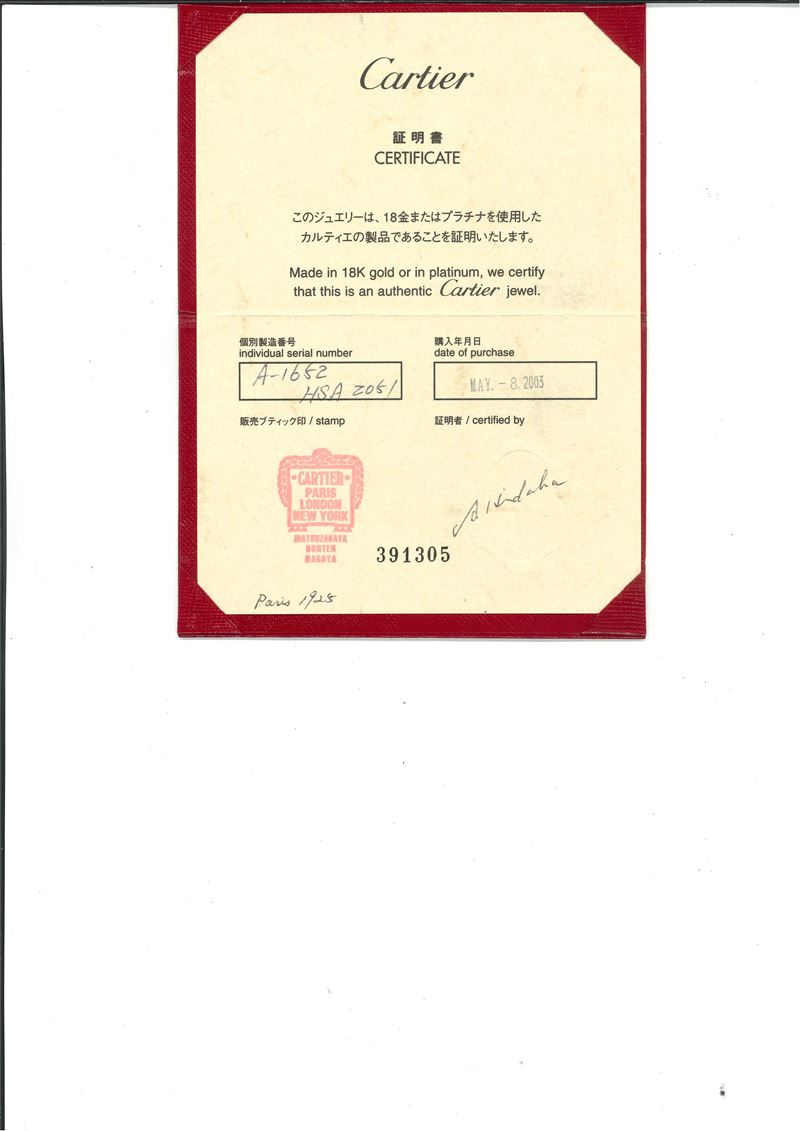 Cartier
証明書
CERTIFICATE
このジュエリーは、18金またはプラチナを使用した
カルティエの製品であることを証明いたします。
Made in 18K gold or in platinum, we certify
that this is an authentic Cartier jewel.
個別製造番号
individual serial number
A-1652
HSA 2051
購入年月日
date of purchase
MAY. -8. 2003
販売ブティック印 / stamp
証明者 / certified by
CARTIER
PARIS
LONDON
NEW YORK
MATSUZAKAYA
HONTEN
NAGOYA
391305
Paris 1925